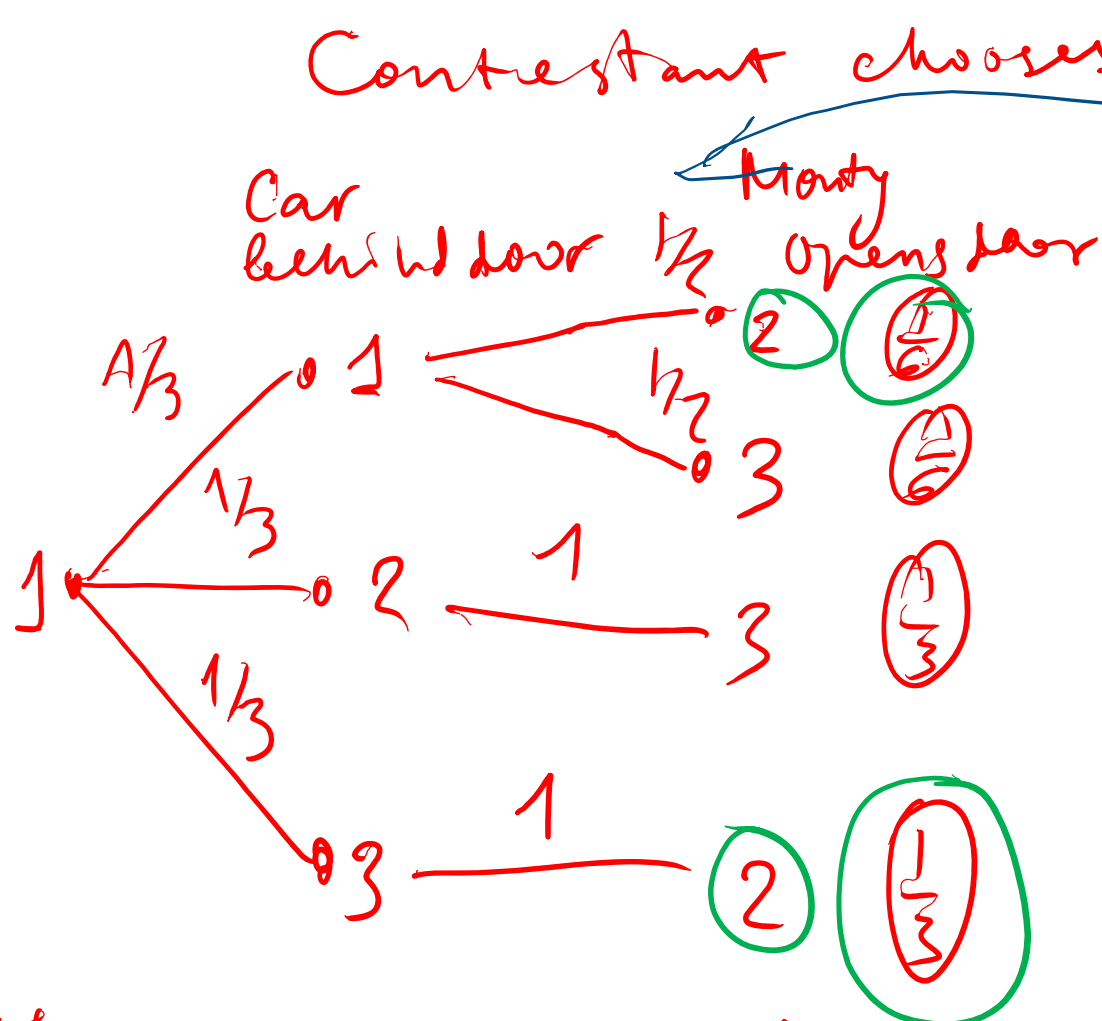 Contestant chooses
Monty
Car
behind door 1/2 opens door
1/3 1 2 1/6
1/2
1/3 3 1/6
1
1 2 3 1/3
1/3
1
3 2 1/3